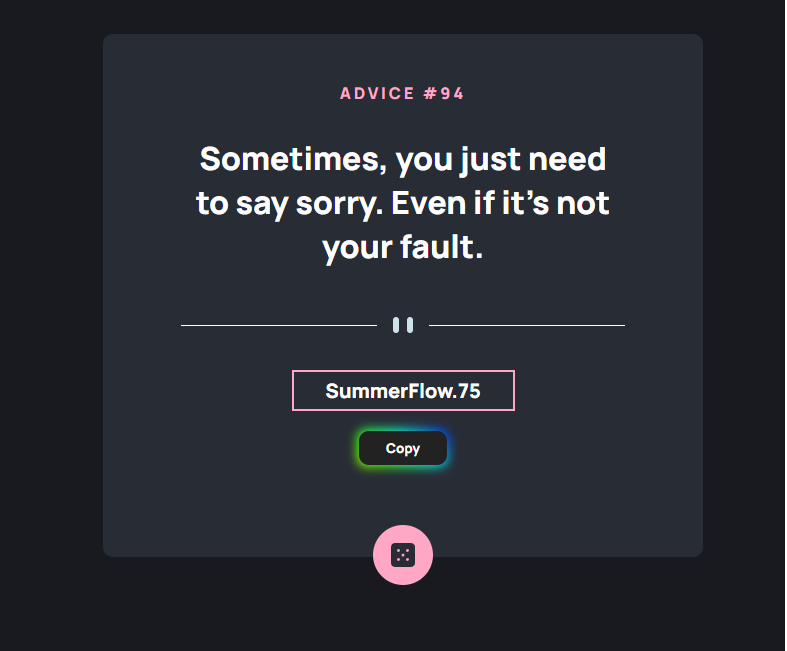 ADVICE #94
Sometimes, you just need
to say sorry. Even if it’s not
your fault.
SummerFlow.75
Copy